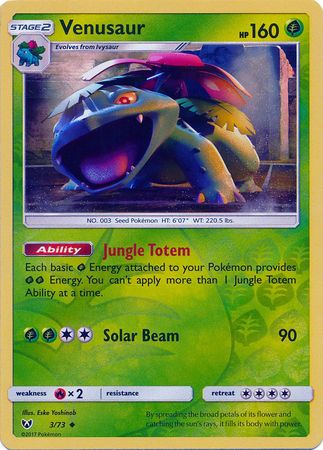 STAGE 2
Venusaur
HP 160
Evolves from Ivysaur
NO. 003 Seed Pokémon HT: 6'07" WT: 220.5 lbs.
Ability Jungle Totem
Each basic Energy attached to your Pokémon provides
Energy. You can't apply more than 1 Jungle Totem
Ability at a time.
Solar Beam 90
weakness × 2 resistance retreat
Illus. Eske Yoshinob
3/73
©2017 Pokémon
By spreading the broad petals of its flower and
catching the sun's rays, it fills its body with power.